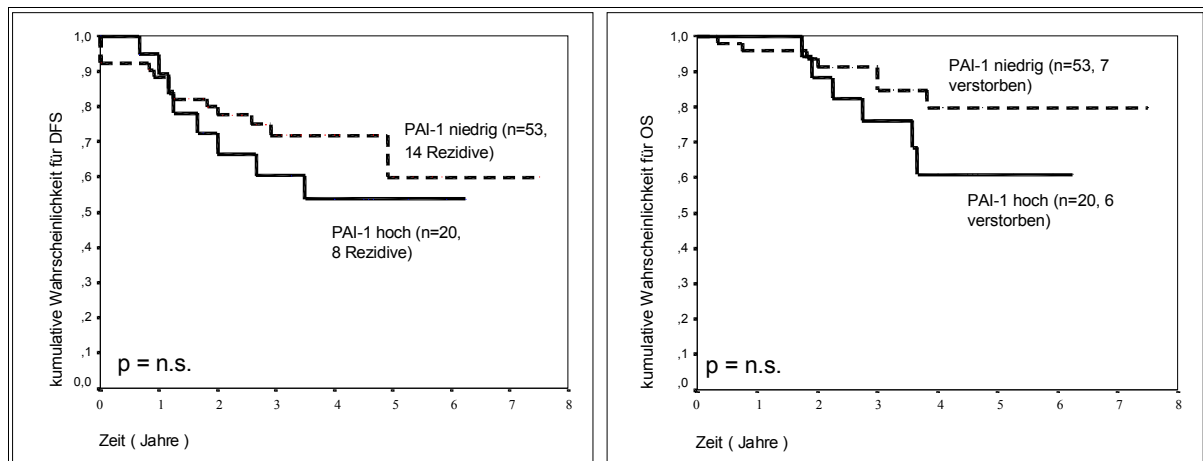 kumulative Wahrscheinlichkeit für DFS
1,0
,9
,8
,7
,6
,5
,4
,3
,2
,1
0,0
PAI-1 niedrig (n=53,
14 Rezidive)
PAI-1 hoch (n=20,
8 Rezidive)
p = n.s.
0 1 2 3 4 5 6 7 8
Zeit ( Jahre )
kumulative Wahrscheinlichkeit für OS
1,0
,9
,8
,7
,6
,5
,4
,3
,2
,1
,0
PAI-1 niedrig (n=53, 7
verstorben)
PAI-1 hoch (n=20, 6
verstorben)
p = n.s.
0 1 2 3 4 5 6 7 8
Zeit ( Jahre )